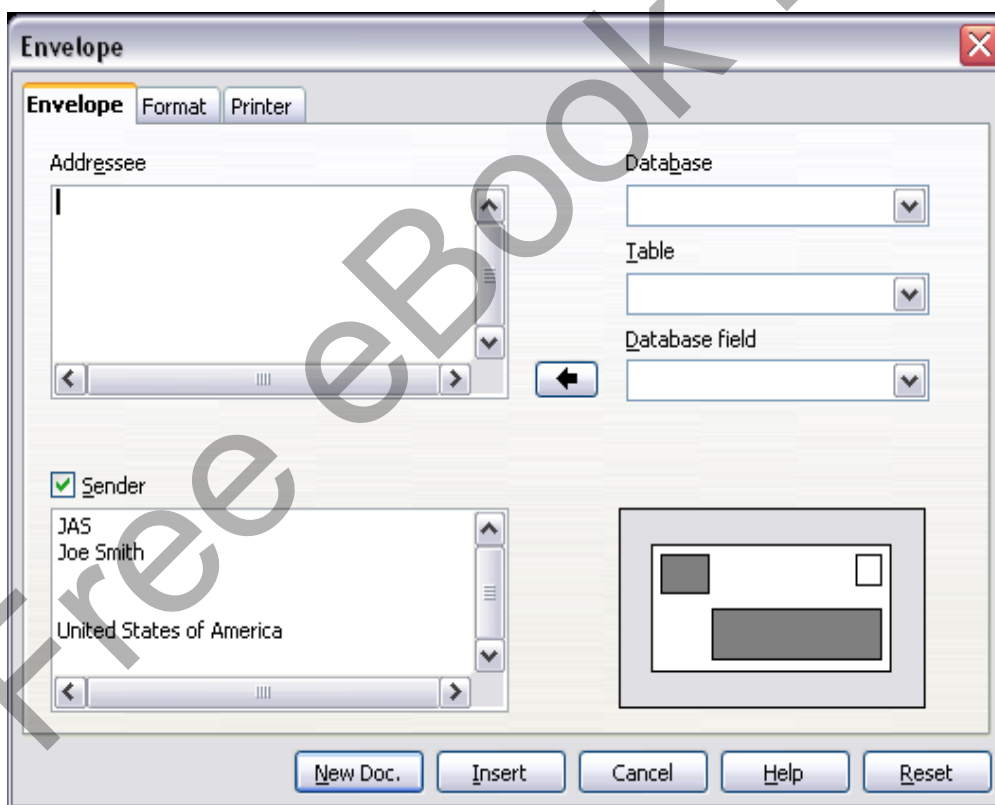 Envelope
Envelope Format Printer
Addressee
Database
Table
Database field
Sender
JAS
Joe Smith
United States of America
New Doc. Insert Cancel Help Reset
Free eBook